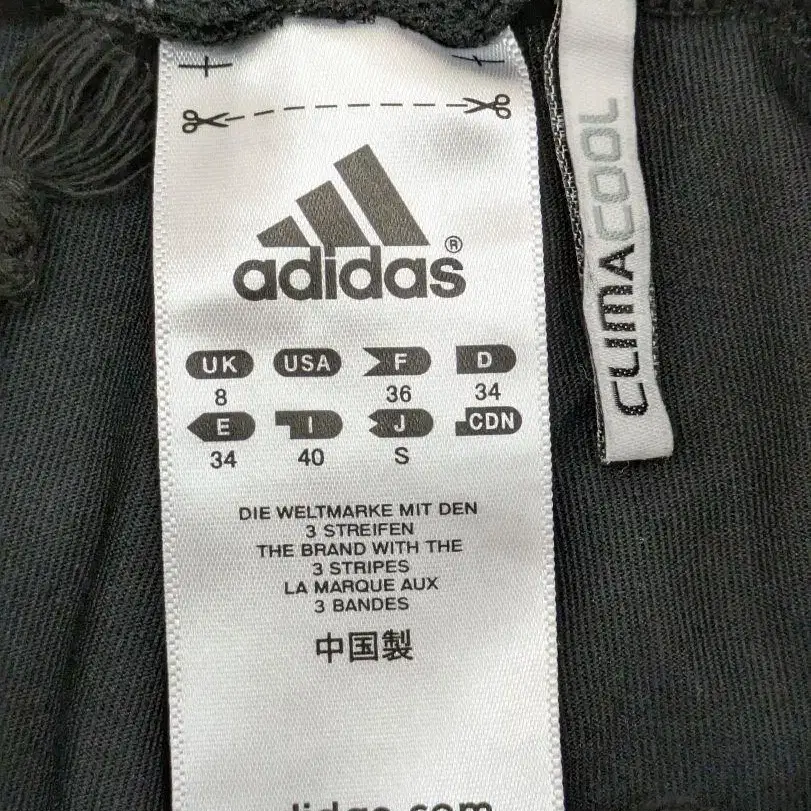 adidas®
UK USA F D
8 36 34
E I J CDN
34 40 S
DIE WELTMARKE MIT DEN
3 STREIFEN
THE BRAND WITH THE
3 STRIPES
LA MARQUE AUX
3 BANDES
中国製
CLIMACOOL